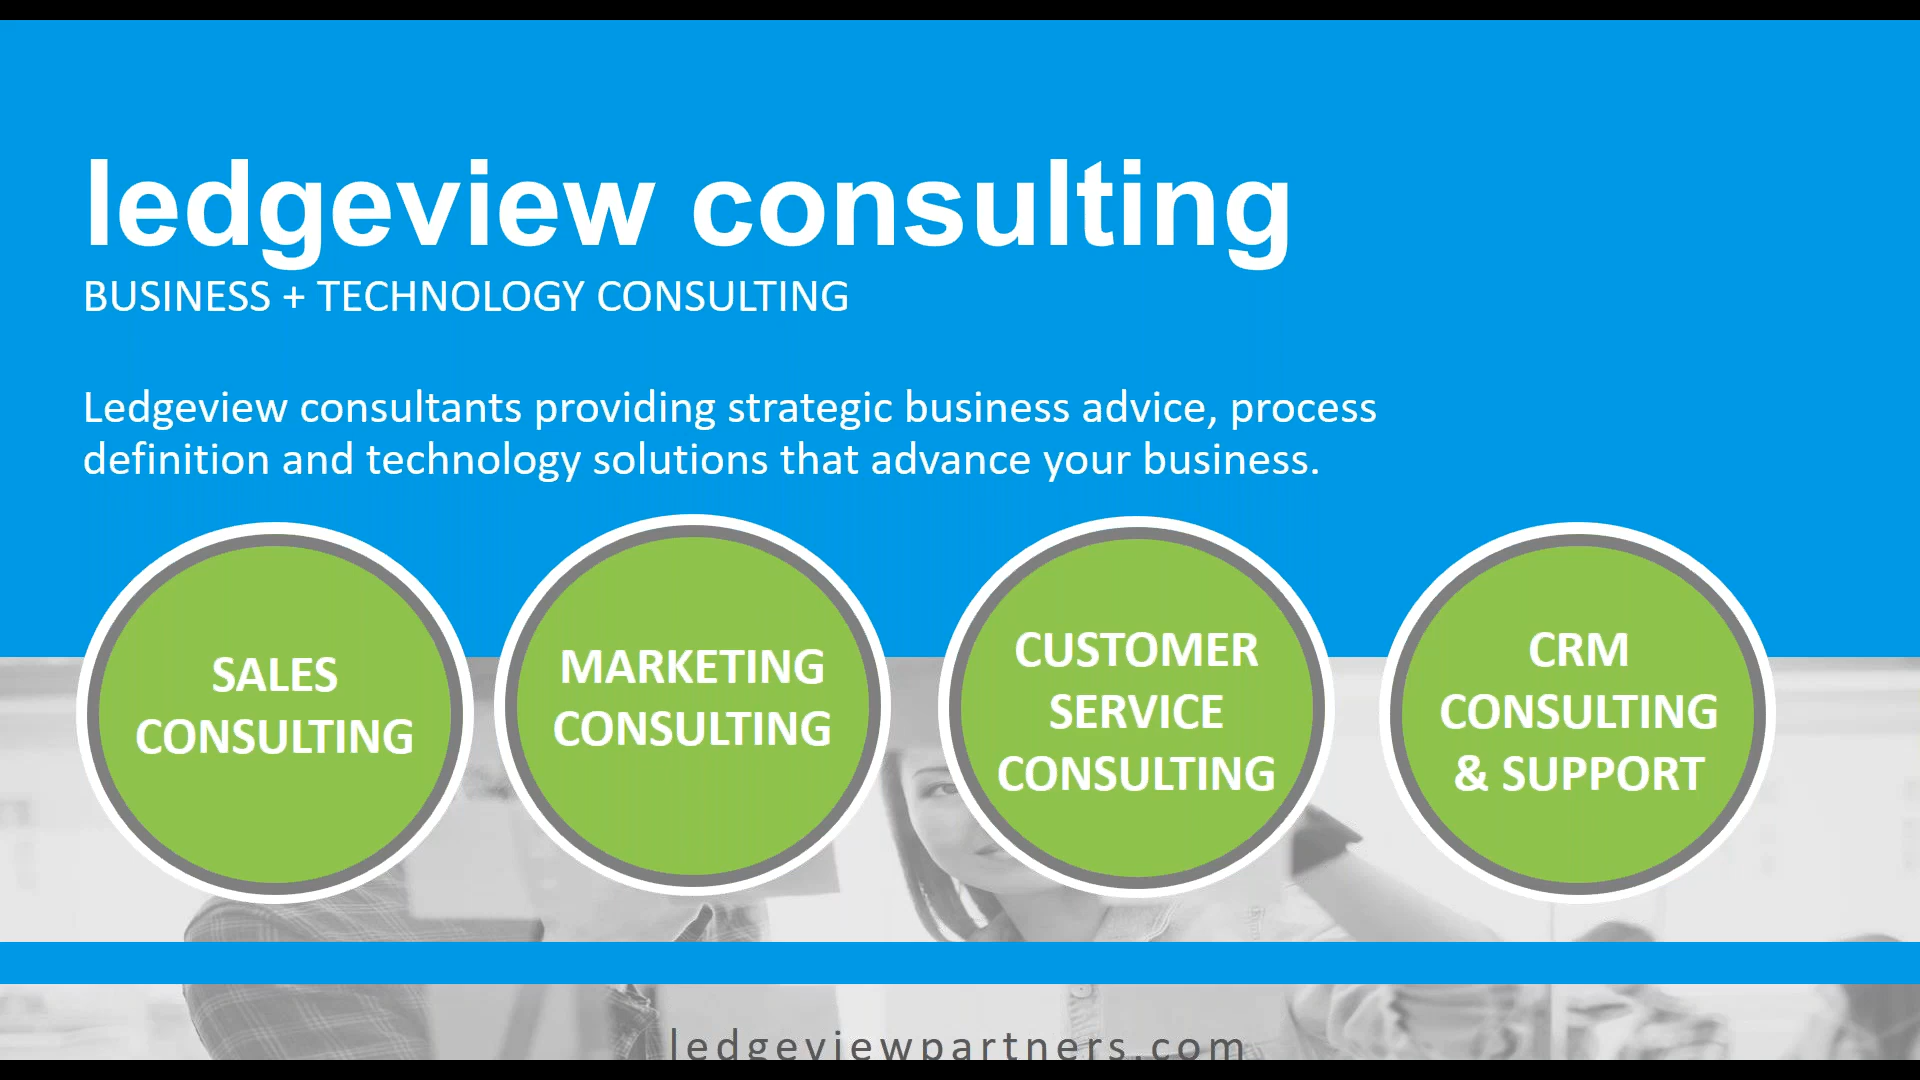 ledgeview consulting
BUSINESS + TECHNOLOGY CONSULTING
Ledgeview consultants providing strategic business advice, process
definition and technology solutions that advance your business.
SALES
CONSULTING
MARKETING
CONSULTING
CUSTOMER
SERVICE
CONSULTING
CRM
CONSULTING
& SUPPORT
ledgeviewpartners.com